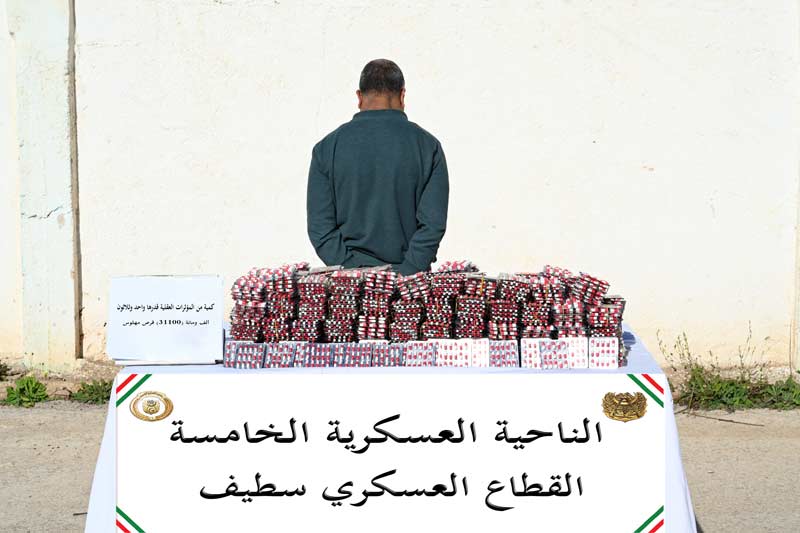 كمية من المؤثرات العقلية قدرها واحد وثلاثون
ألف ومائة (31100) قرص مهلوس
الناحية العسكرية الخامسة
القطاع العسكري سطيف